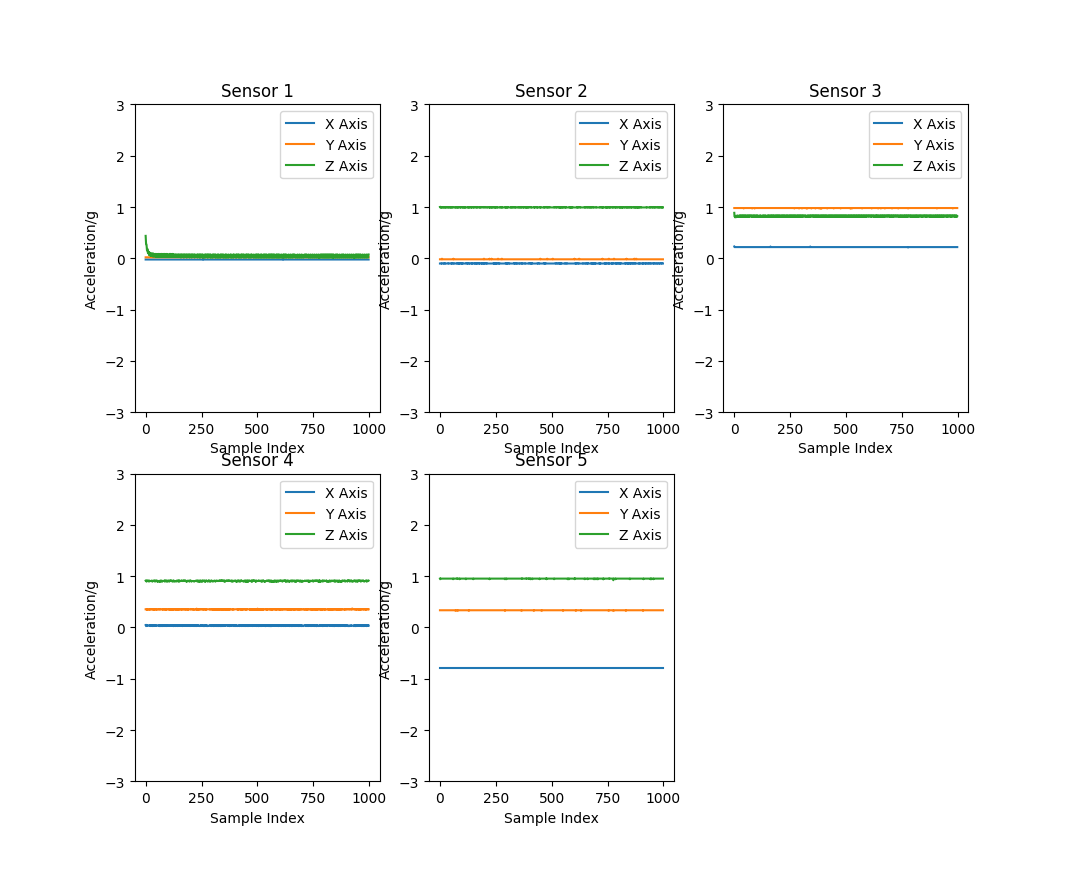 Sensor 1
3
2
1
0
−1
−2
−3
Acceleration/g
X Axis
Y Axis
Z Axis
0 250 500 750 1000
Sample Index
Sensor 2
3
2
1
0
−1
−2
−3
Acceleration/g
X Axis
Y Axis
Z Axis
0 250 500 750 1000
Sample Index
Sensor 3
3
2
1
0
−1
−2
−3
Acceleration/g
X Axis
Y Axis
Z Axis
0 250 500 750 1000
Sample Index
Sensor 4
3
2
1
0
−1
−2
−3
Acceleration/g
X Axis
Y Axis
Z Axis
0 250 500 750 1000
Sample Index
Sensor 5
3
2
1
0
−1
−2
−3
Acceleration/g
X Axis
Y Axis
Z Axis
0 250 500 750 1000
Sample Index